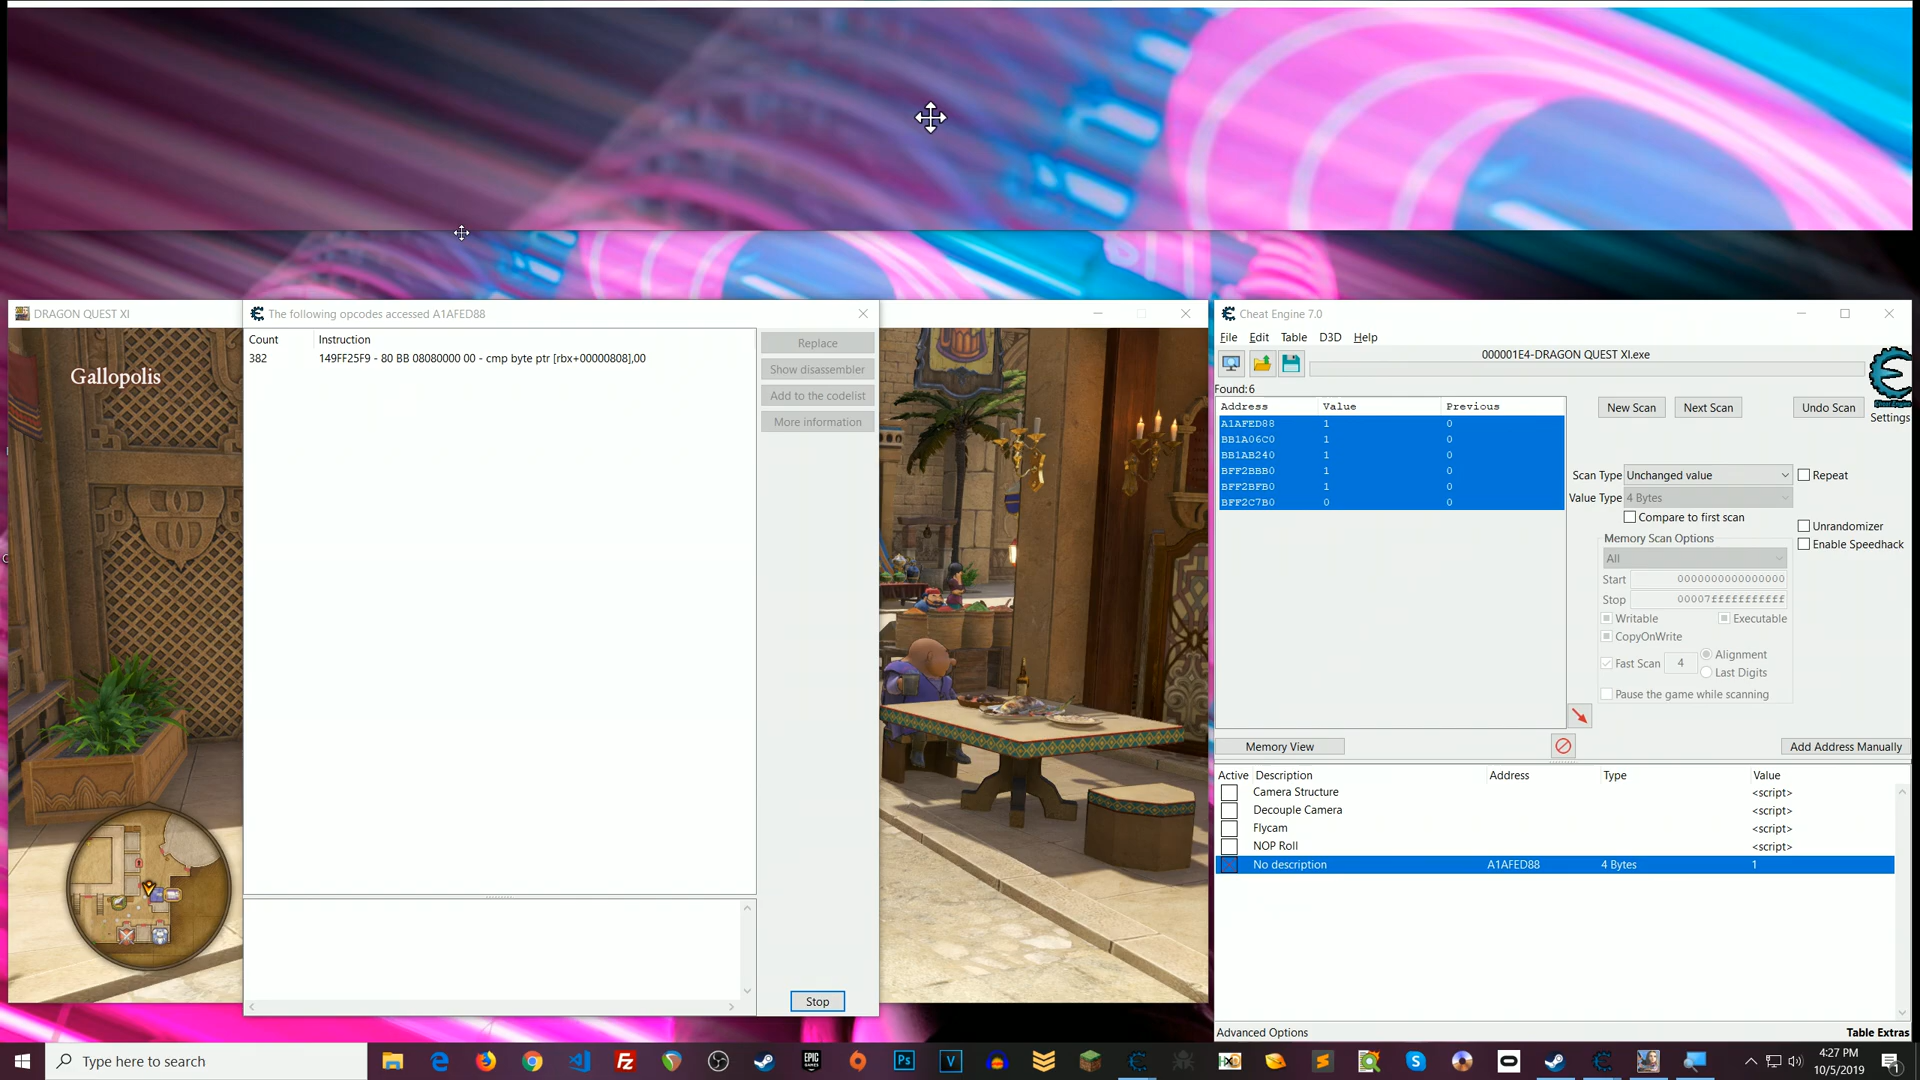 DRAGON QUEST XI
Gallopolis
The following opcodes accessed A1AFED88
Count Instruction
382 149FF25F9 - 80 BB 08080000 00 - cmp byte ptr [rbx+00000808],00
Replace
Show disassembler
Add to the codelist
More information
Stop
Cheat Engine 7.0
File Edit Table D3D Help
000001E4-DRAGON QUEST XI.exe
Found:6
Address Value Previous
A1AFED88 1 0
BB1A06C0 1 0
BB1AB240 1 0
BFF2BBB0 1 0
BFF2BFB0 1 0
BFF2C7B0 0 0
New Scan Next Scan Undo Scan
Settings
Scan Type Unchanged value Repeat
Value Type 4 Bytes
Compare to first scan
Unrandomizer
Enable Speedhack
Memory Scan Options
All
Start 0000000000000000
Stop 00007fffffffffff
Writable Executable
CopyOnWrite
Fast Scan 4 Alignment
Last Digits
Pause the game while scanning
Memory View Add Address Manually
Active Description Address Type Value
Camera Structure <script>
Decouple Camera <script>
Flycam <script>
NOP Roll <script>
No description A1AFED88 4 Bytes 1
Advanced Options Table Extras
Type here to search
4:27 PM
10/5/2019